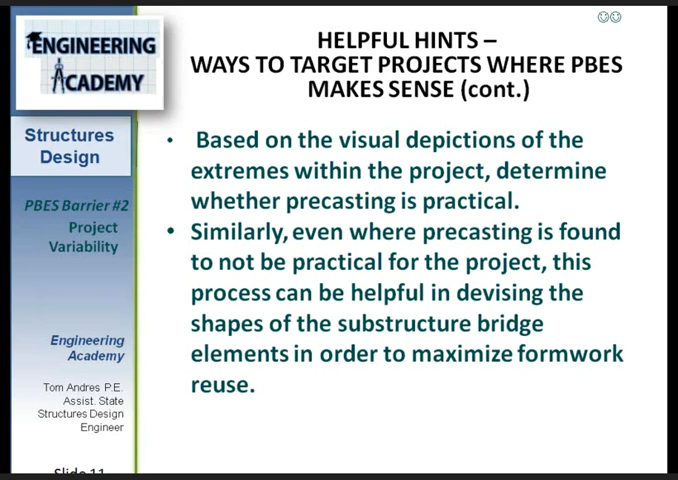 ENGINEERING
ACADEMY
Structures
Design
PBES Barrier #2
Project
Variability
Engineering
Academy
Tom Andres P.E.
Assist. State
Structures Design
Engineer
Slide 11
HELPFUL HINTS –
WAYS TO TARGET PROJECTS WHERE PBES
MAKES SENSE (cont.)
• Based on the visual depictions of the
extremes within the project, determine
whether precasting is practical.
• Similarly, even where precasting is found
to not be practical for the project, this
process can be helpful in devising the
shapes of the substructure bridge
elements in order to maximize formwork
reuse.